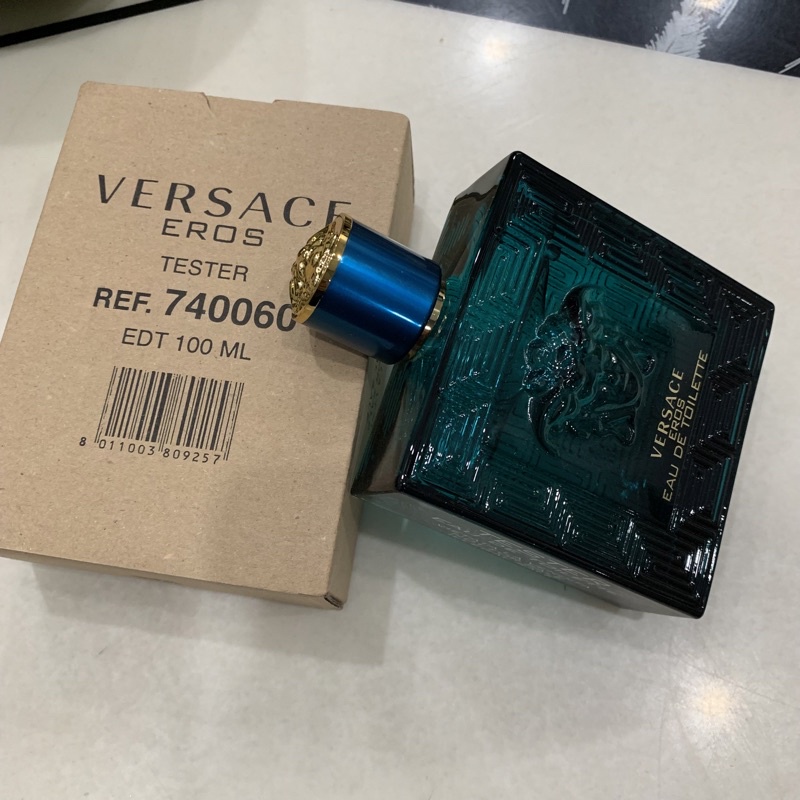 VERSACE
EROS
TESTER
REF. 740060
EDT 100 ML
8 011003 809257
VERSACE
EROS
EAU DE TOILETTE